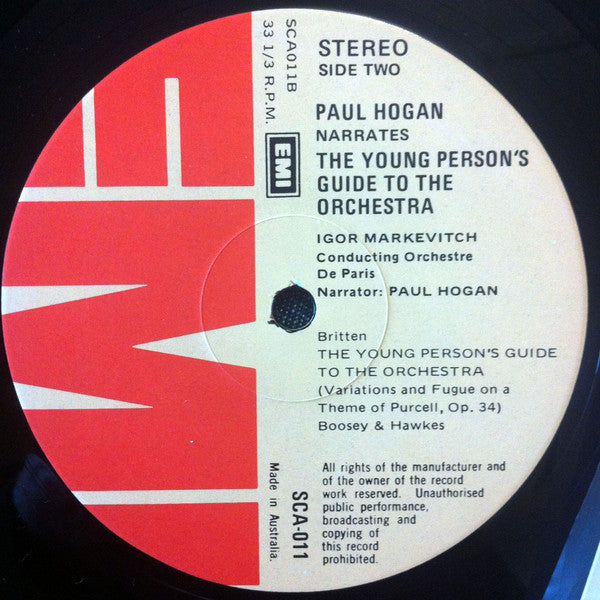 STEREO
SIDE TWO
PAUL HOGAN
NARRATES
THE YOUNG PERSON'S
GUIDE TO THE
ORCHESTRA
IGOR MARKEVITCH
Conducting Orchestre
De Paris
Narrator: PAUL HOGAN
Britten
THE YOUNG PERSON'S GUIDE
TO THE ORCHESTRA
(Variations and Fugue on a
Theme of Purcell, Op. 34)
Boosey & Hawkes
All rights of the manufacturer and
of the owner of the record
work reserved. Unauthorised
public performance,
broadcasting and
copying of
this record
prohibited.
SCA011B
33 1/3 R.P.M.
EMI
SCA-011
Made in Australia.
EMI